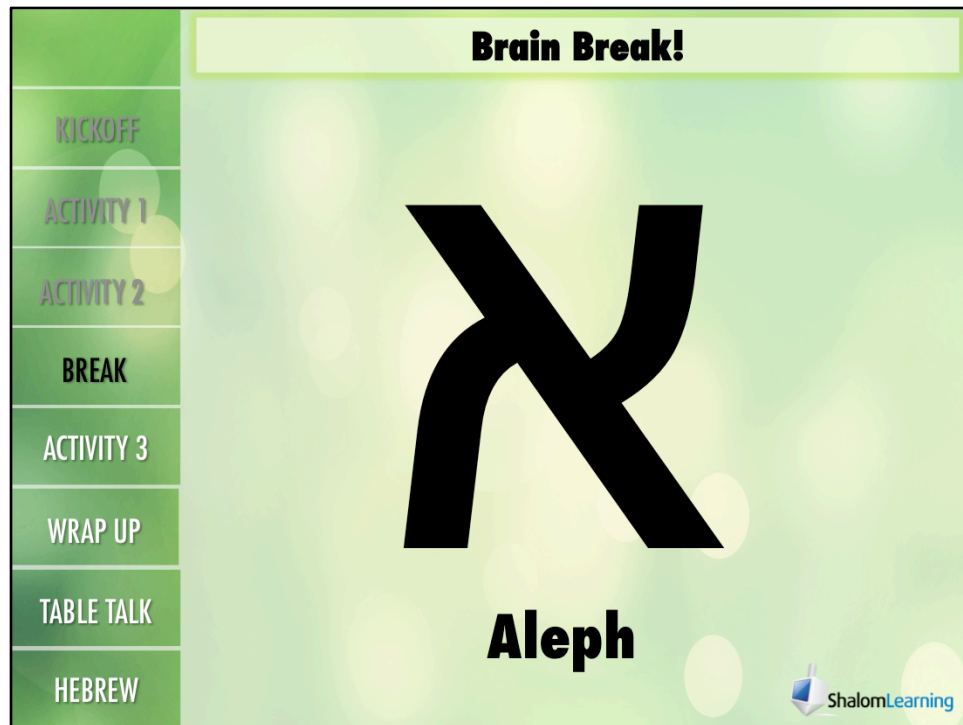 Brain Break!
KICKOFF
ACTIVITY 1
ACTIVITY 2
BREAK
ACTIVITY 3
WRAP UP
TABLE TALK
HEBREW
א
Aleph
ShalomLearning